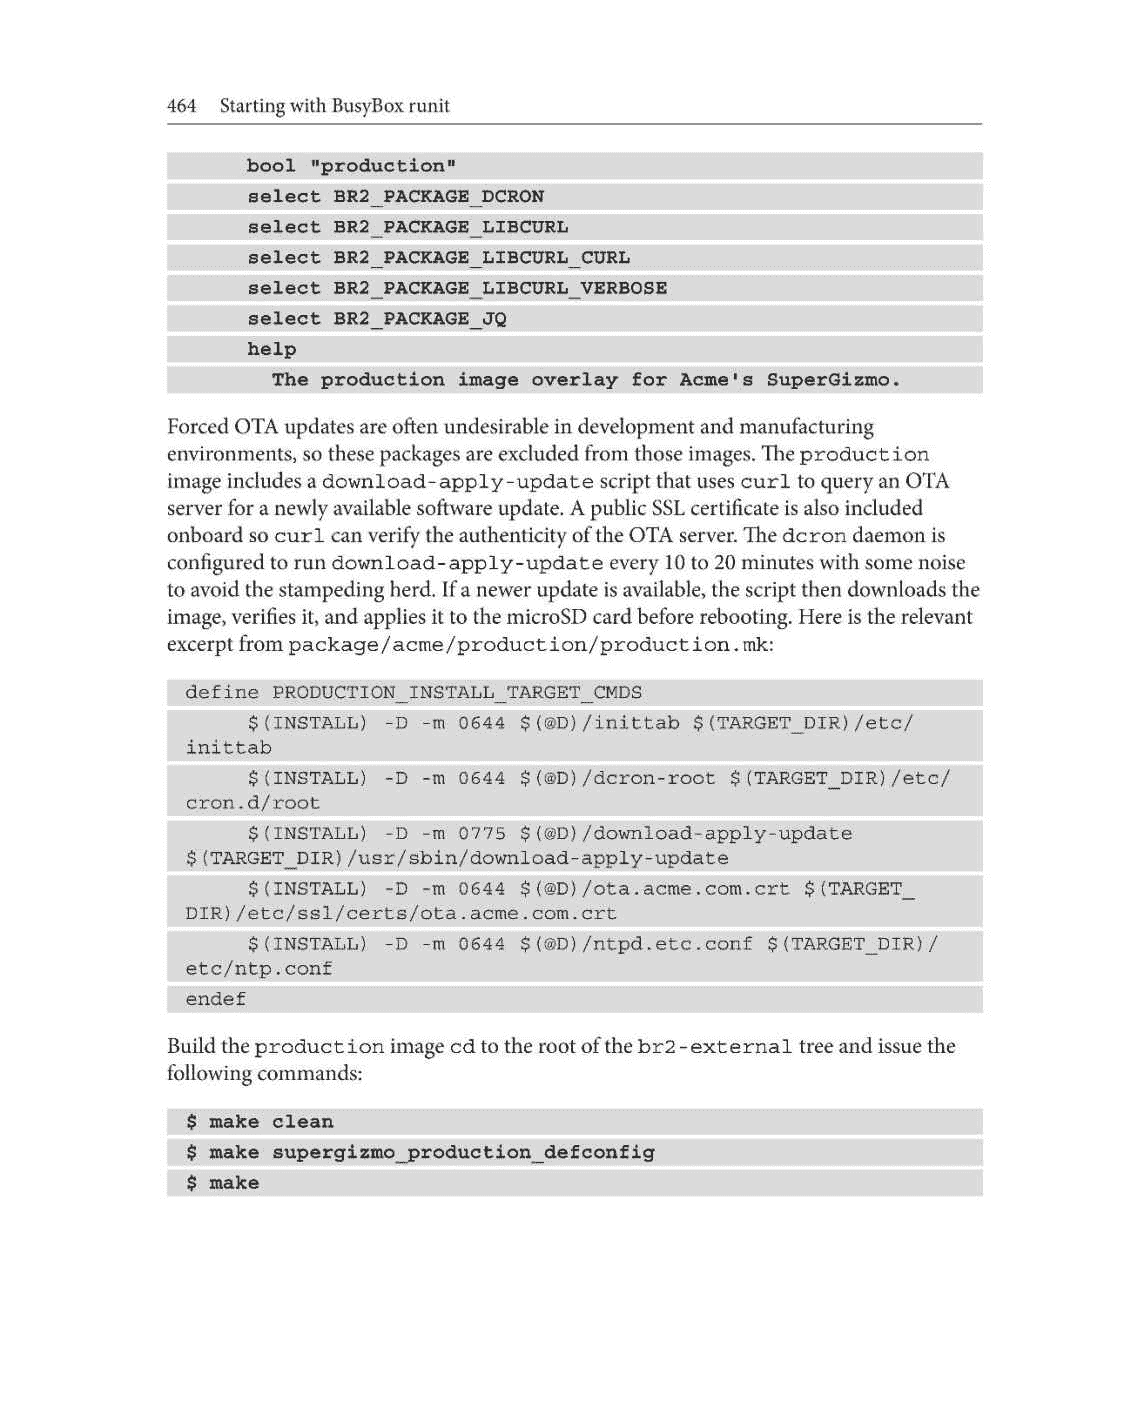 464 Starting with BusyBox runit
bool "production"
select BR2_PACKAGE_DCRON
select BR2_PACKAGE_LIBCURL
select BR2_PACKAGE_LIBCURL_CURL
select BR2_PACKAGE_LIBCURL_VERBOSE
select BR2_PACKAGE_JQ
help
The production image overlay for Acme's SuperGizmo.
Forced OTA updates are often undesirable in development and manufacturing
environments, so these packages are excluded from those images. The production
image includes a download-apply-update script that uses curl to query an OTA
server for a newly available software update. A public SSL certificate is also included
onboard so curl can verify the authenticity of the OTA server. The dcron daemon is
configured to run download-apply-update every 10 to 20 minutes with some noise
to avoid the stampeding herd. If a newer update is available, the script then downloads the
image, verifies it, and applies it to the microSD card before rebooting. Here is the relevant
excerpt from package/acme/production/production.mk:
define PRODUCTION_INSTALL_TARGET_CMDS
$(INSTALL) -D -m 0644 $(@D)/inittab $(TARGET_DIR)/etc/
inittab
$(INSTALL) -D -m 0644 $(@D)/dcron-root $(TARGET_DIR)/etc/
cron.d/root
$(INSTALL) -D -m 0775 $(@D)/download-apply-update
$(TARGET_DIR)/usr/sbin/download-apply-update
$(INSTALL) -D -m 0644 $(@D)/ota.acme.com.crt $(TARGET_
DIR)/etc/ssl/certs/ota.acme.com.crt
$(INSTALL) -D -m 0644 $(@D)/ntpd.etc.conf $(TARGET_DIR)/
etc/ntp.conf
endef
Build the production image cd to the root of the br2-external tree and issue the
following commands:
$ make clean
$ make supergizmo_production_defconfig
$ make